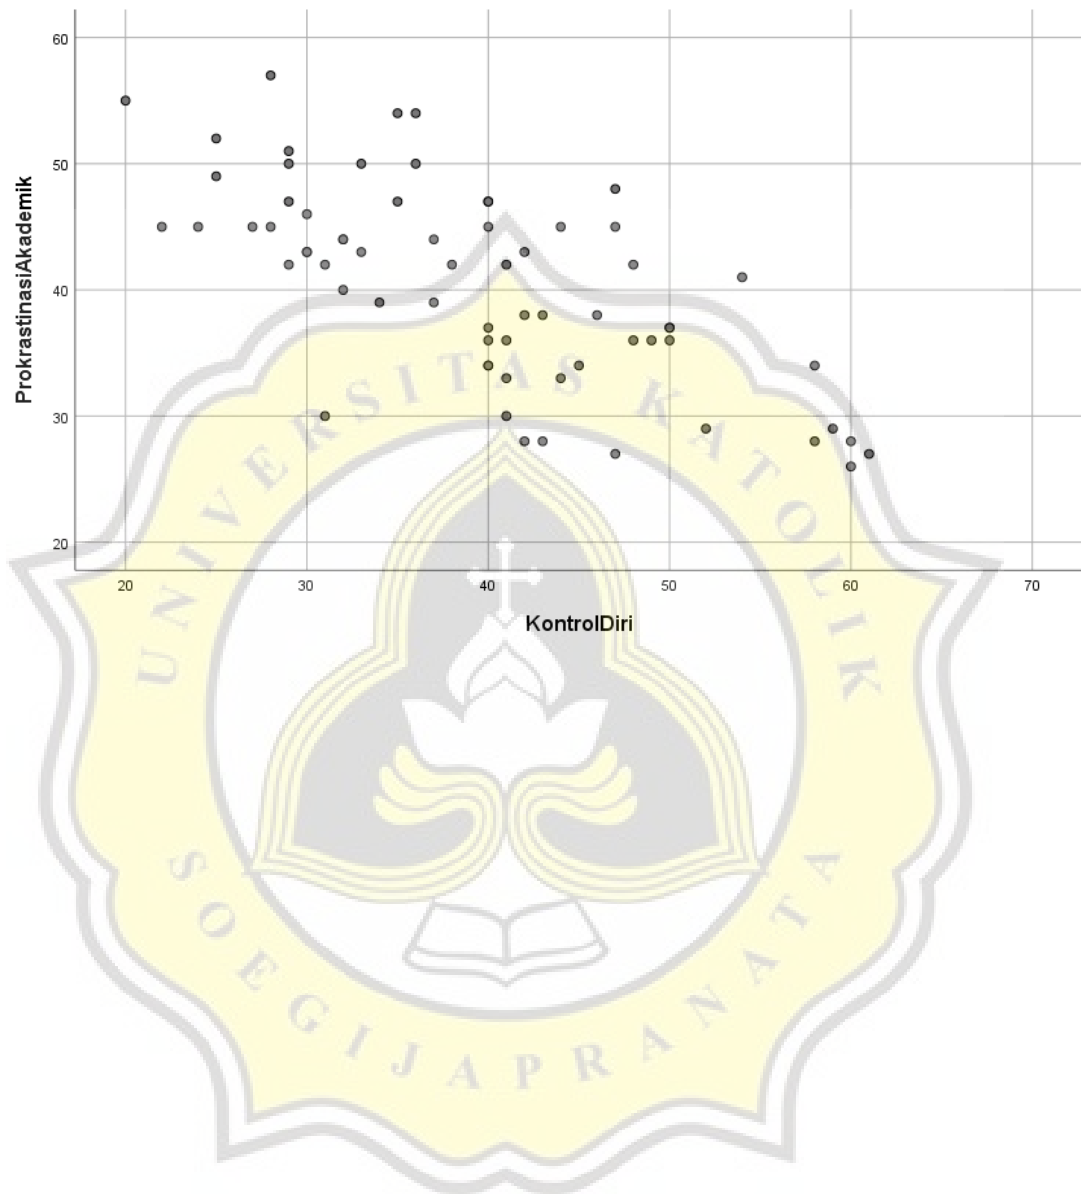 60
50
40
30
20
ProkrastinasiAkademik
20 30 40 50 60 70
KontrolDiri
UNIVERSITAS KATOLIK
SOEGIJAPRANATA